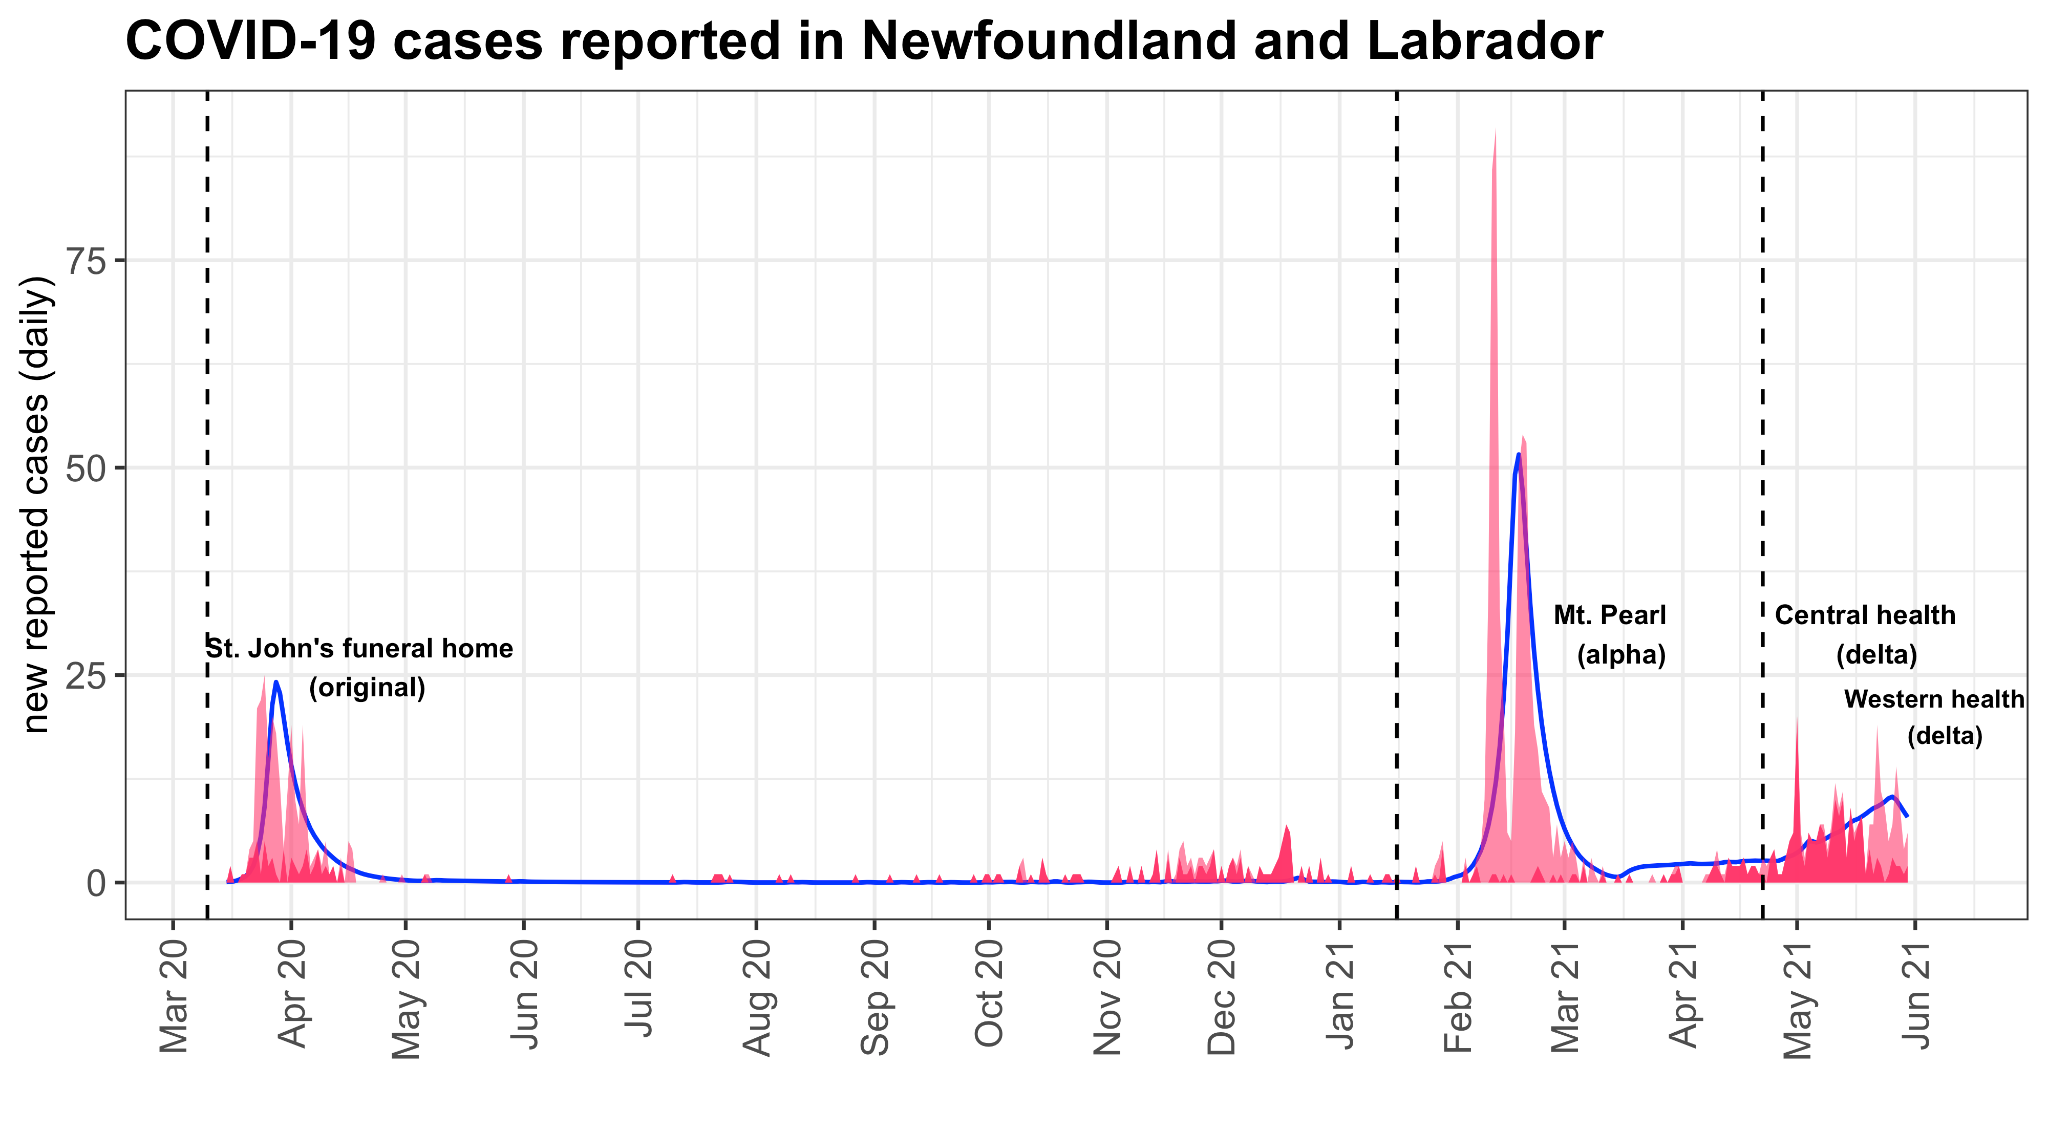 COVID-19 cases reported in Newfoundland and Labrador
new reported cases (daily)
75
50
25
0
St. John's funeral home
(original)
Mt. Pearl
(alpha)
Central health
(delta)
Western health
(delta)
Mar 20
Apr 20
May 20
Jun 20
Jul 20
Aug 20
Sep 20
Oct 20
Nov 20
Dec 20
Jan 21
Feb 21
Mar 21
Apr 21
May 21
Jun 21